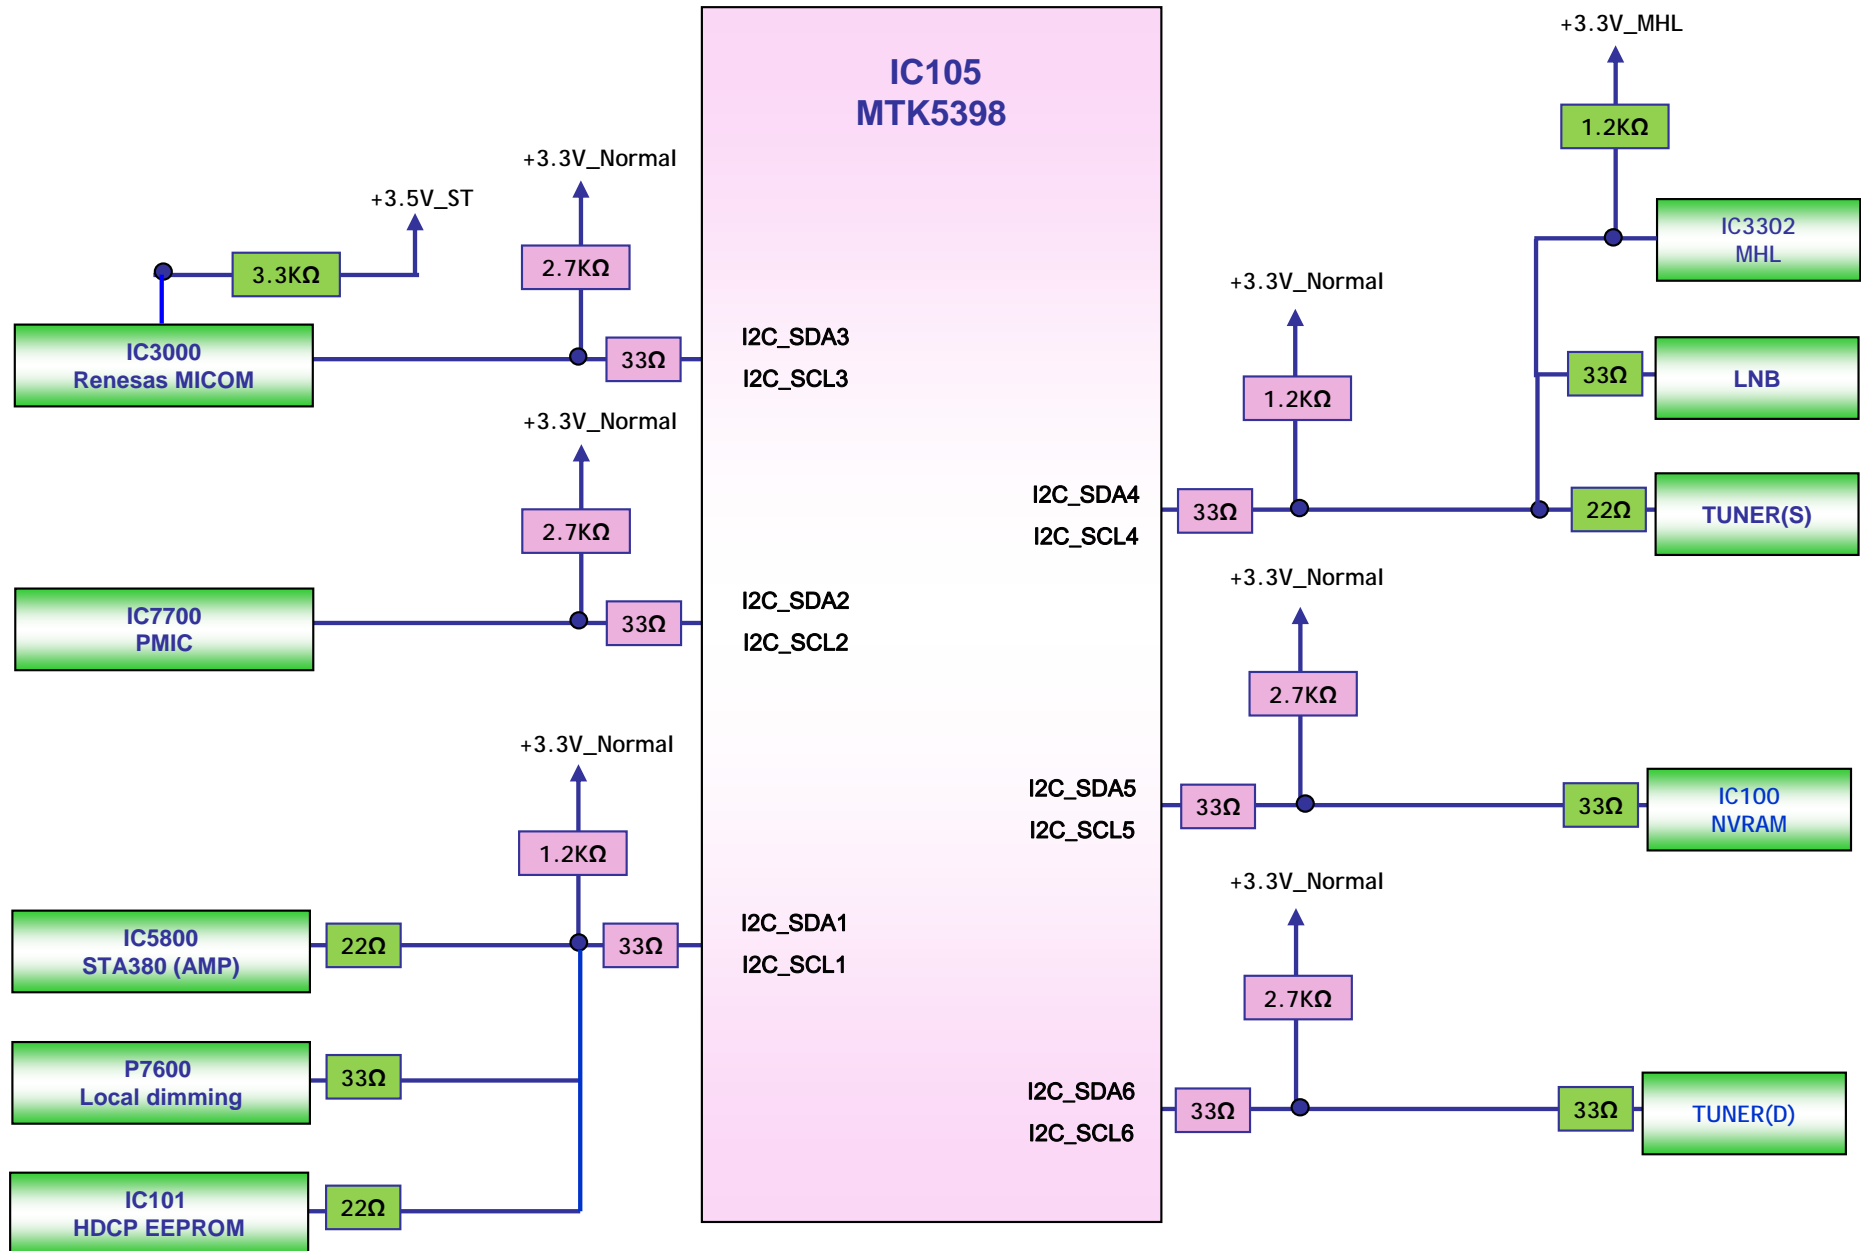 IC105
MTK5398
+3.5V_ST
3.3KΩ
+3.3V_Normal
2.7KΩ
IC3000
Renesas MICOM
33Ω
I2C_SDA3
I2C_SCL3
+3.3V_Normal
2.7KΩ
IC7700
PMIC
33Ω
I2C_SDA2
I2C_SCL2
+3.3V_Normal
1.2KΩ
IC5800
STA380 (AMP)
22Ω
33Ω
I2C_SDA1
I2C_SCL1
P7600
Local dimming
33Ω
IC101
HDCP EEPROM
22Ω
+3.3V_MHL
1.2KΩ
IC3302
MHL
+3.3V_Normal
1.2KΩ
33Ω
LNB
I2C_SDA4
I2C_SCL4
33Ω
22Ω
TUNER(S)
+3.3V_Normal
2.7KΩ
I2C_SDA5
I2C_SCL5
33Ω
33Ω
IC100
NVRAM
+3.3V_Normal
2.7KΩ
I2C_SDA6
I2C_SCL6
33Ω
33Ω
TUNER(D)